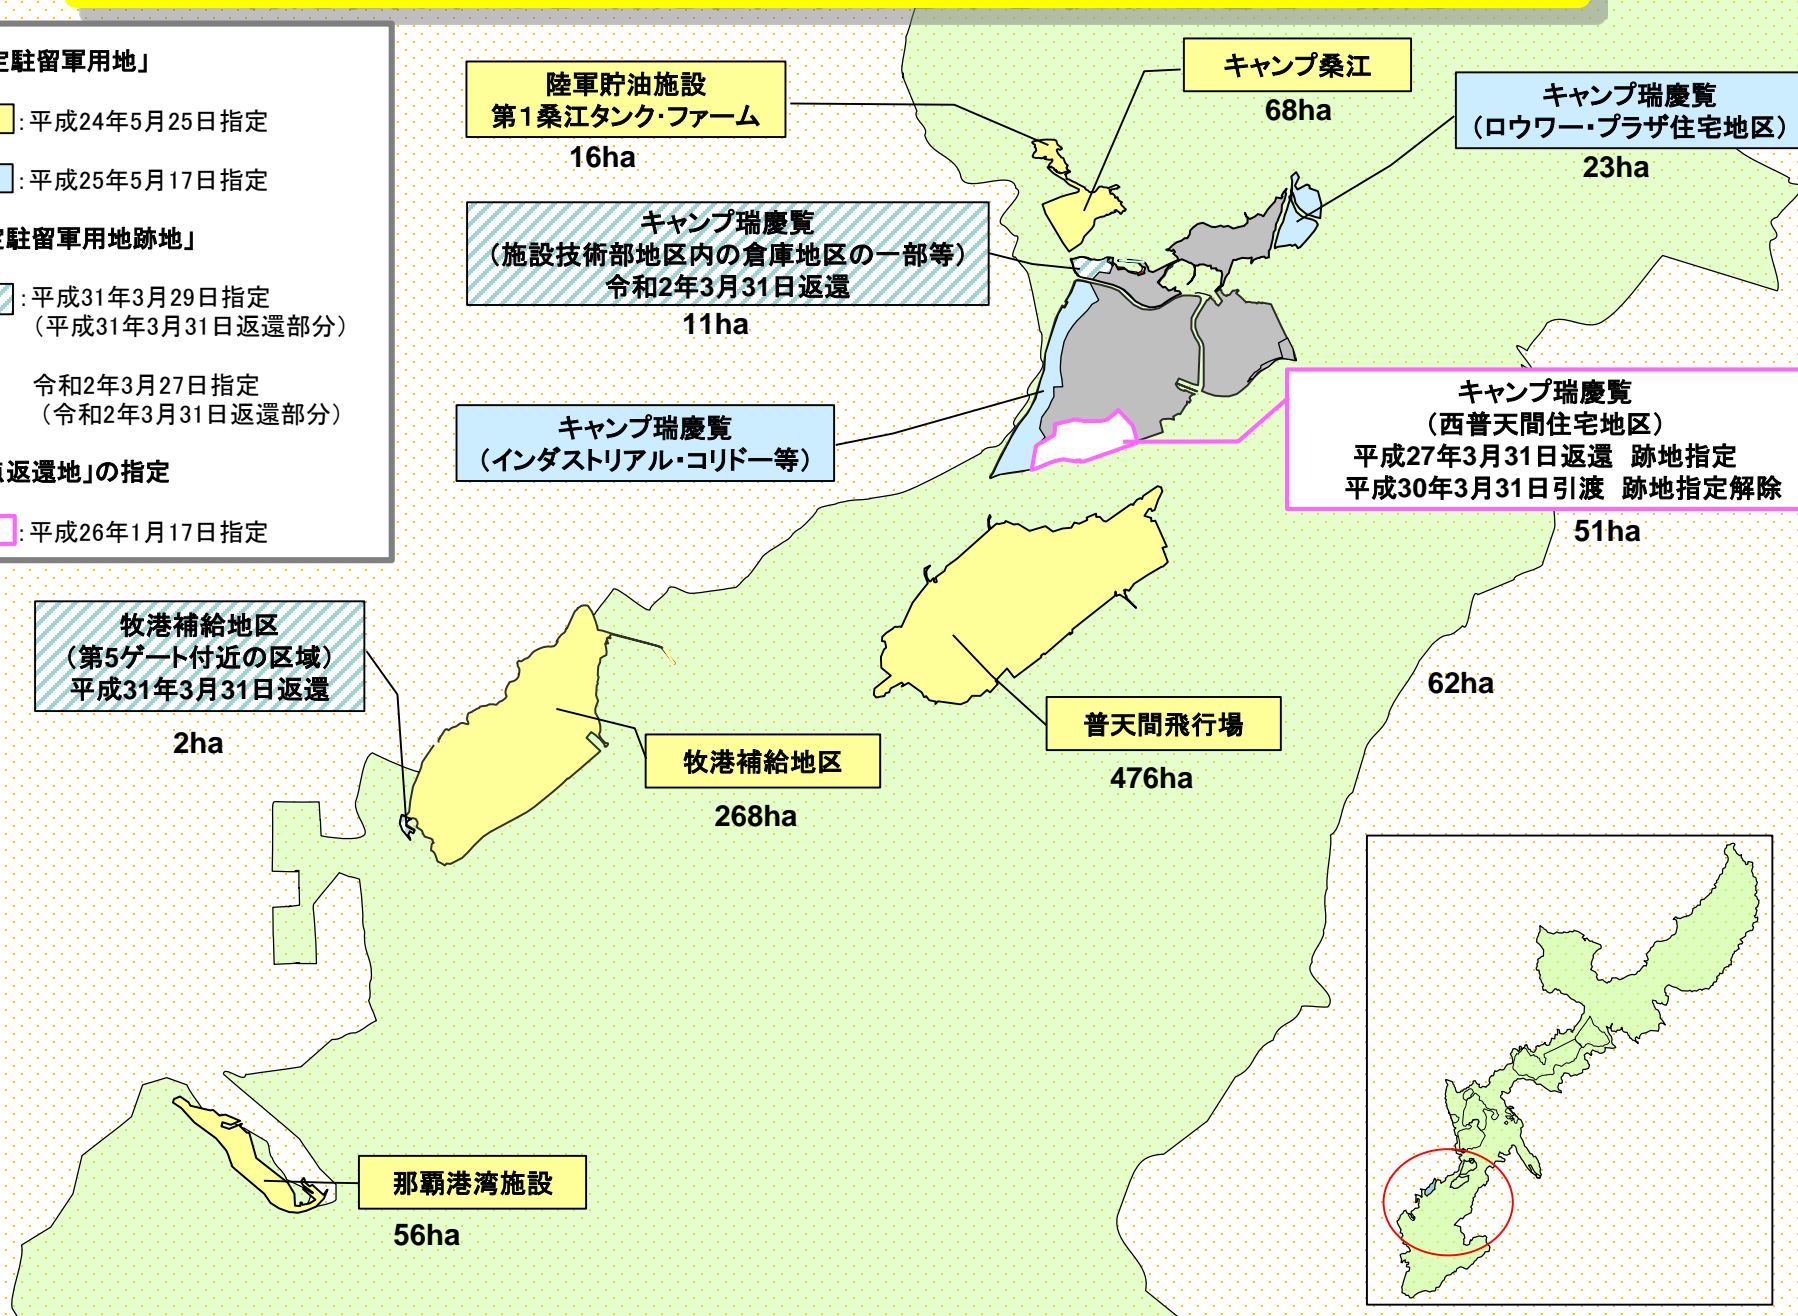 定駐留軍用地」
：平成24年5月25日指定
：平成25年5月17日指定
定駐留軍用地跡地」
：平成31年3月29日指定
（平成31年3月31日返還部分）
令和2年3月27日指定
（令和2年3月31日返還部分）
返還地」の指定
：平成26年1月17日指定
陸軍貯油施設
第１桑江タンク・ファーム
16ha
キャンプ桑江
68ha
キャンプ瑞慶覧
（ロウワー・プラザ住宅地区）
23ha
キャンプ瑞慶覧
（施設技術部地区内の倉庫地区の一部等）
令和2年3月31日返還
11ha
キャンプ瑞慶覧
（インダストリアル・コリドー等）
キャンプ瑞慶覧
（西普天間住宅地区）
平成27年3月31日返還 跡地指定
平成30年3月31日引渡 跡地指定解除
51ha
牧港補給地区
（第5ゲート付近の区域）
平成31年3月31日返還
2ha
62ha
牧港補給地区
268ha
普天間飛行場
476ha
那覇港湾施設
56ha